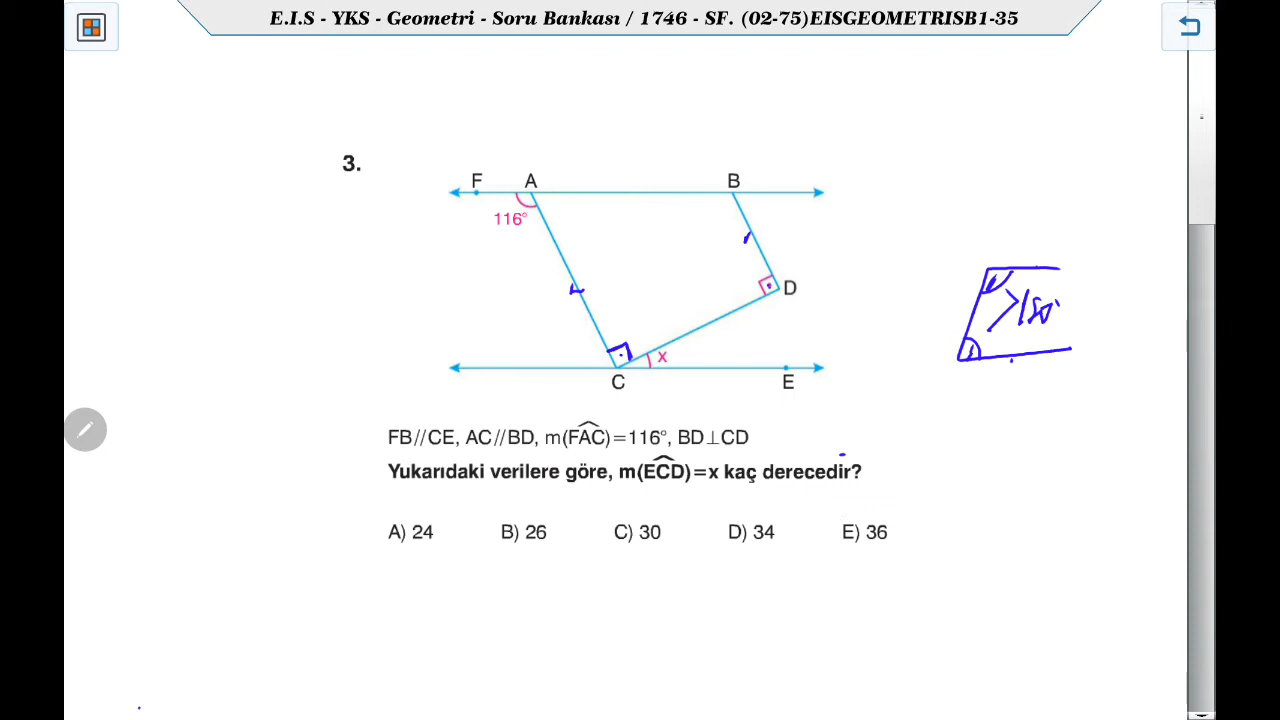 E.I.S - YKS - Geometri - Soru Bankası / 1746 - SF. (02-75)EISGEOMETRISB1-35
3.
F A B
116°
D
x
C E
FB//CE, AC//BD, m(FAC)=116°, BD⊥CD
Yukarıdaki verilere göre, m(ECD)=x kaç derecedir?
A) 24 B) 26 C) 30 D) 34 E) 36